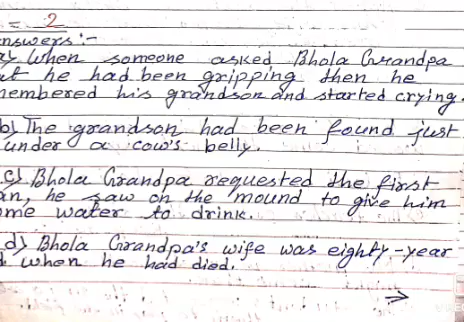 = 2
nswers :-
a) When someone asked Bhola Grandpa
at he had been gripping then he
membered his grandson and started crying.
b) The grandson had been found just
under a cow's belly.
c) Bhola Grandpa requested the first
an, he saw on the mound to give him
ome water to drink.
d) Bhola Grandpa's wife was eighty-year
d when he had died.
⇒